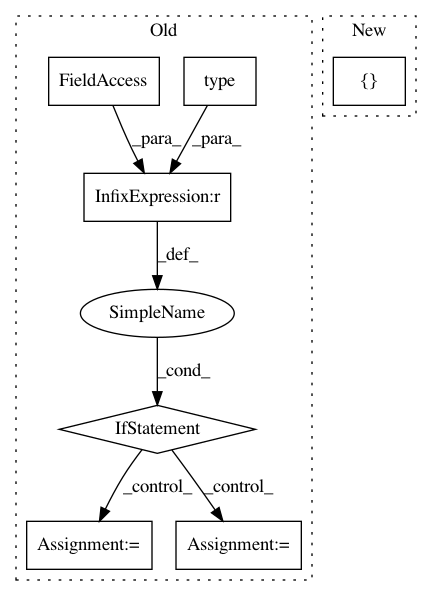 Old
New
FieldAccess
type
{}
_para_
_para_
InfixExpression:r
_def_
SimpleName
_cond_
IfStatement
_control_
_control_
Assignment:=
Assignment:=